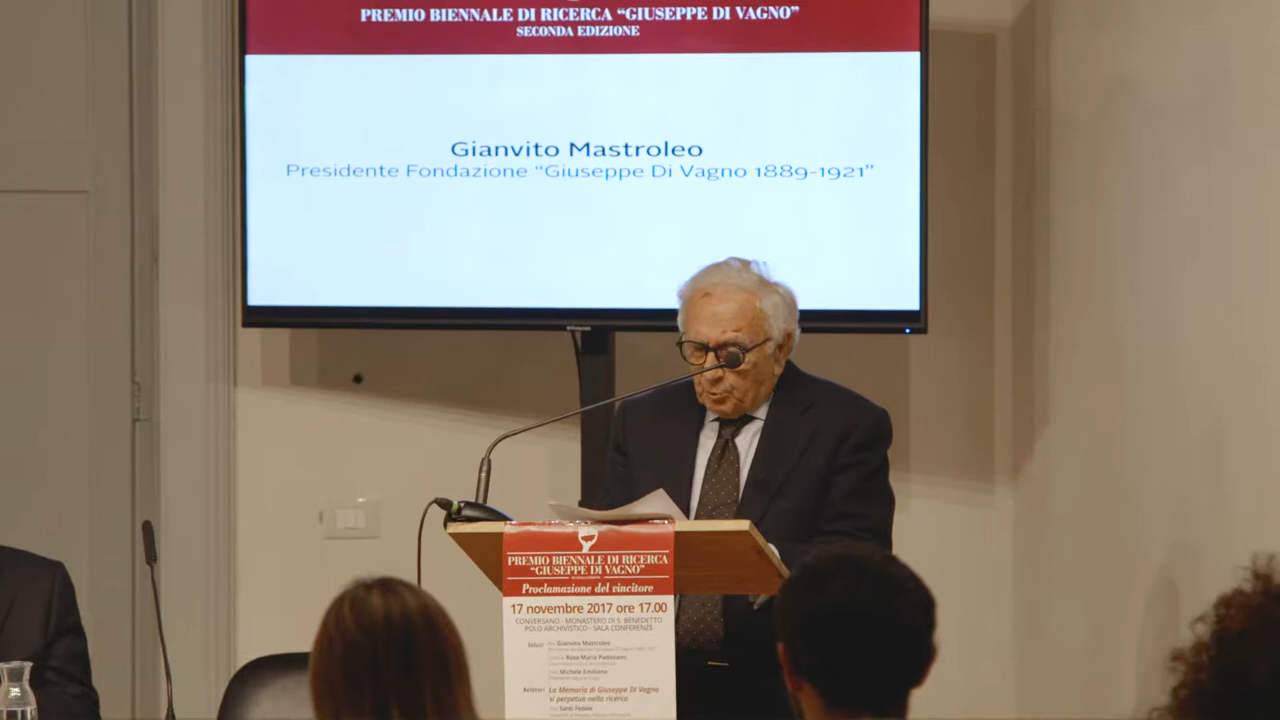 PREMIO BIENNALE DI RICERCA “GIUSEPPE DI VAGNO”
SECONDA EDIZIONE
Gianvito Mastroleo
Presidente Fondazione “Giuseppe Di Vagno 1889-1921”
PREMIO BIENNALE DI RICERCA
“GIUSEPPE DI VAGNO”
Proclamazione del vincitore
17 novembre 2017 ore 17.00
CONVERSANO - MONASTERO DI S. BENEDETTO
POLO ARCHIVISTICO - SALA CONFERENZE
Saluti
Gianvito Mastroleo
Rosa Maria Padovano
Michele Emiliano
Relatori
La Memoria di Giuseppe Di Vagno
si perpetua nella ricerca
Santi Fedele